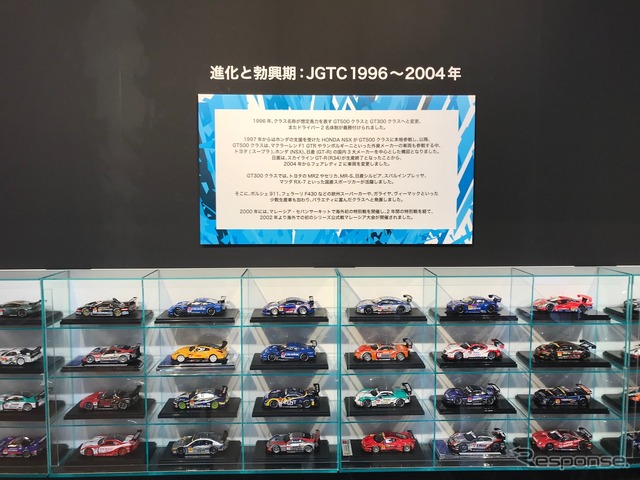 進化と勃興期：JGTC 1996～2004年
1996年、クラス名称が想定馬力を表すGT500クラスとGT300クラスへと変更、
またドライバー2名体制が義務付けられました。
1997年からはホンダの支援を受けたHONDA NSXがGT500クラスに本格参戦し、以降、
GT500クラスは、マクラーレンF1 GTRやランボルギーニといった外車メーカーの車両も参戦する中、
トヨタ（スープラ）、ホンダ（NSX）、日産（GT-R）の国内3大メーカーを中心とした構図となりました。
日産は、スカイラインGT-R（R34）が生産終了となったことから、
2004年からフェアレディZに車両を変更しました。
GT300クラスでは、トヨタのMR2やセリカ、MR-S、日産シルビア、スバルインプレッサ、
マツダRX-7といった国産スポーツカーが活躍しました。
そこに、ポルシェ911、フェラーリF430などの欧州スーパーカーや、ガライヤ、ヴィーマックといった
少数生産車も加わり、バラエティに富んだクラスへと発展しました。
2000年には、マレーシア・セパンサーキットで海外初の特別戦を開催し、2年間の特別戦を経て、
2002年より海外での初のシリーズ公式戦マレーシア大会が開催されました。
Response.